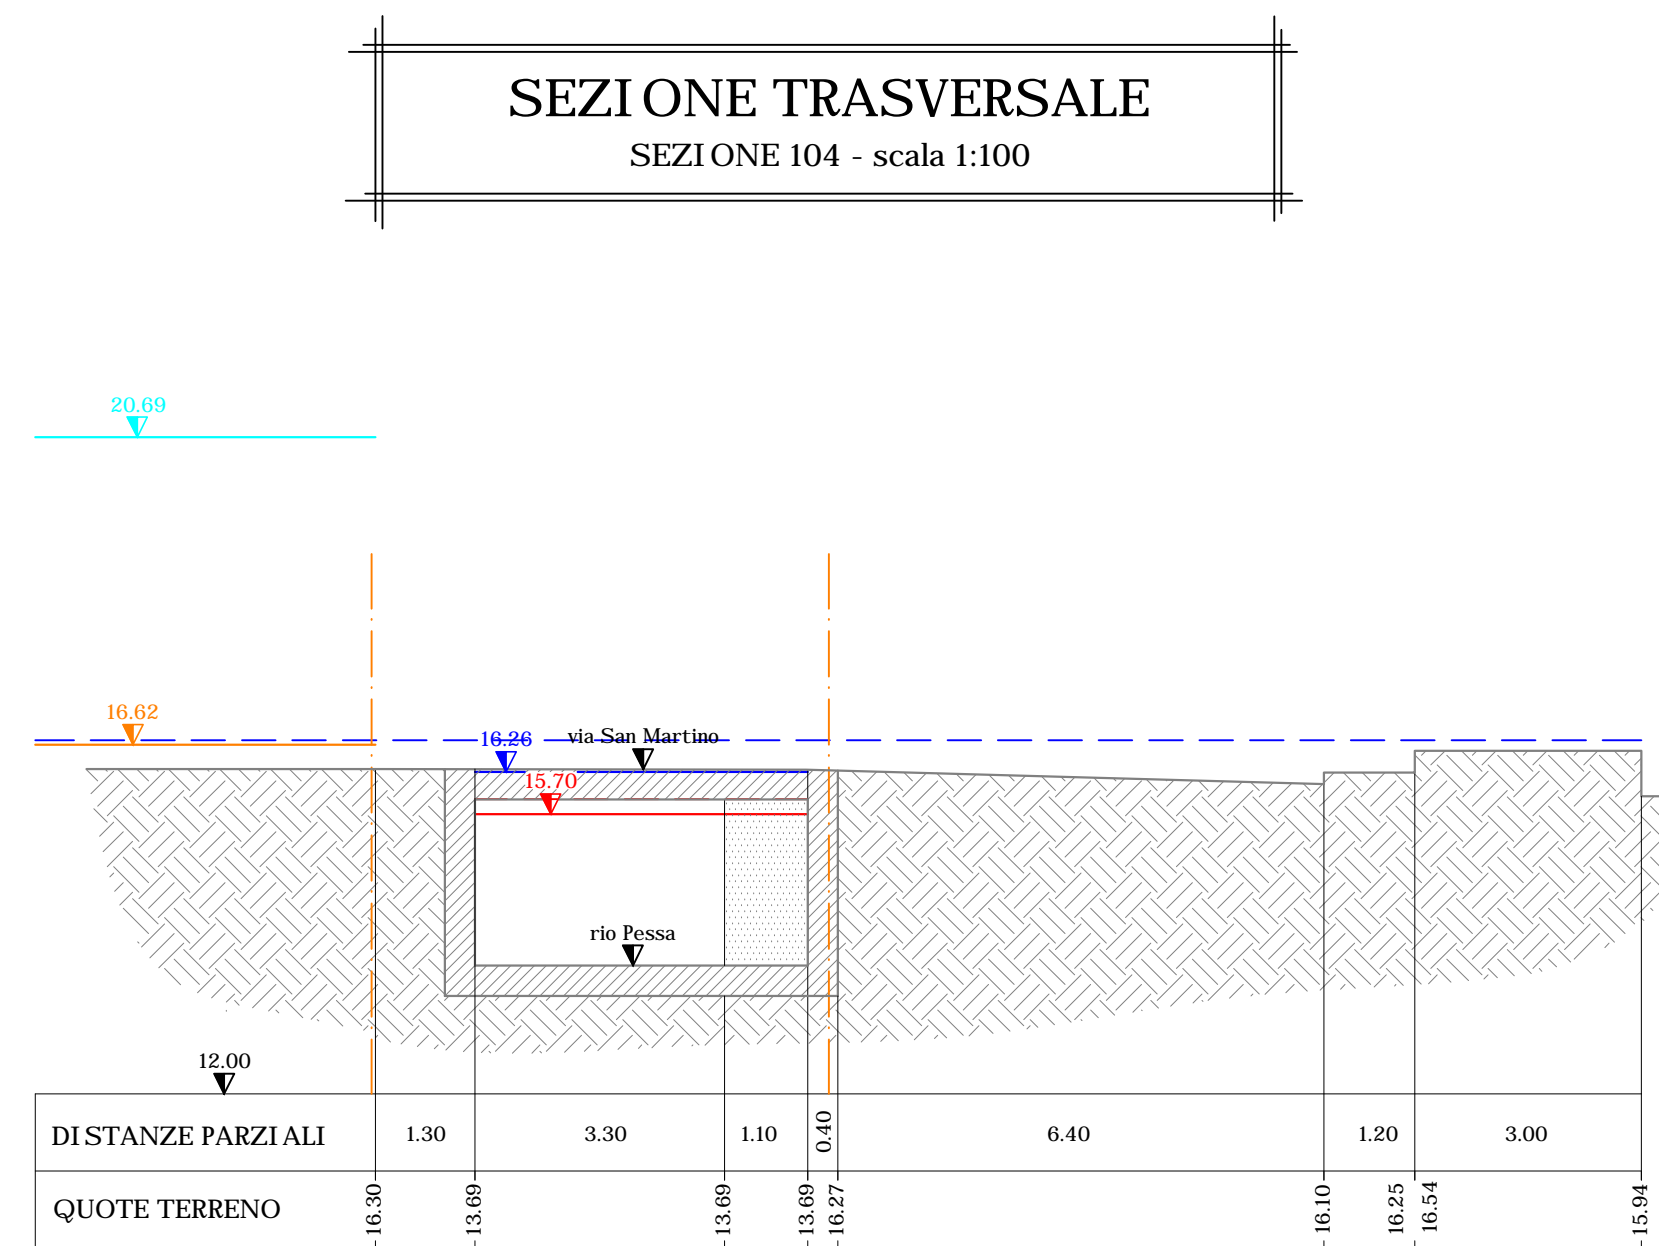 SEZIONE TRASVERSALE
SEZIONE 104 - scala 1:100
20.69
16.62
16.26
via San Martino
15.70
rio Pessa
12.00
DISTANZE PARZIALI 1.30 3.30 1.10 0.40 6.40 1.20 3.00
QUOTE TERRENO 16.30 13.69 13.69 13.69 16.27 16.10 16.25 16.54 15.94